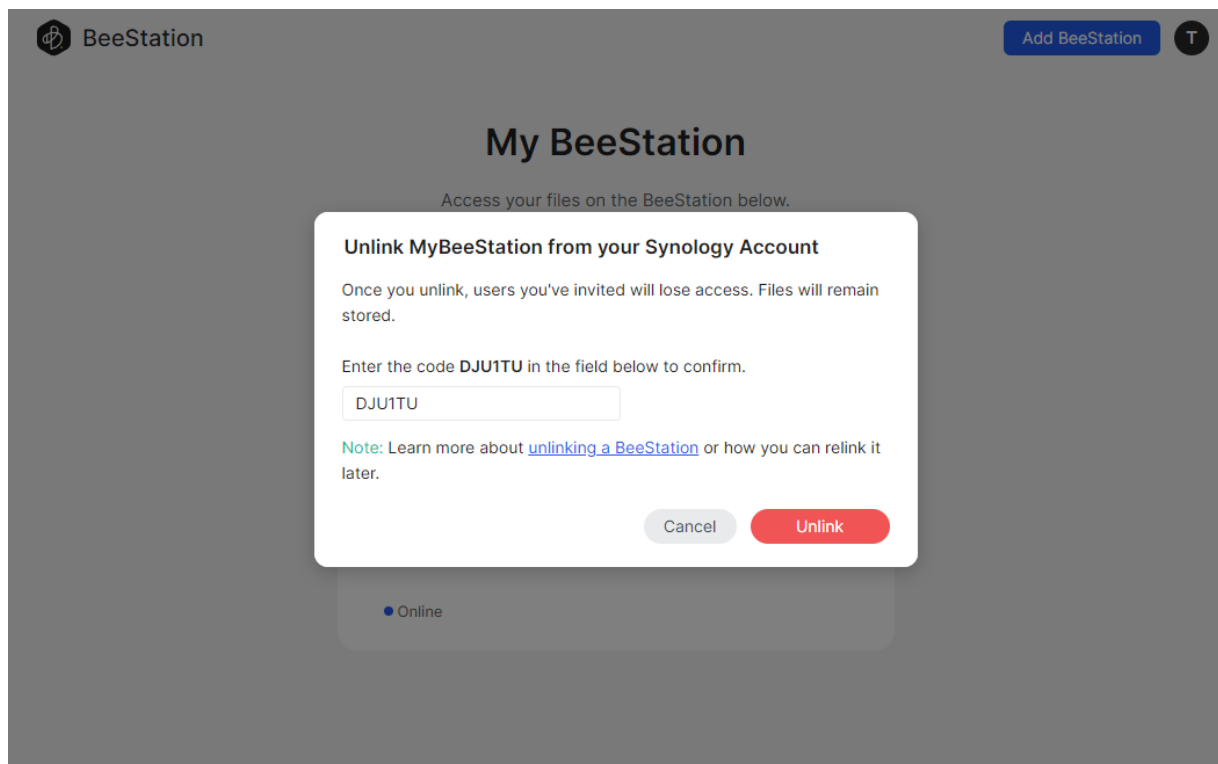 BeeStation
Add BeeStation
T
My BeeStation
Access your files on the BeeStation below.
Unlink MyBeeStation from your Synology Account
Once you unlink, users you've invited will lose access. Files will remain
stored.
Enter the code DJU1TU in the field below to confirm.
DJU1TU
Note: Learn more about unlinking a BeeStation or how you can relink it
later.
Cancel
Unlink
Online